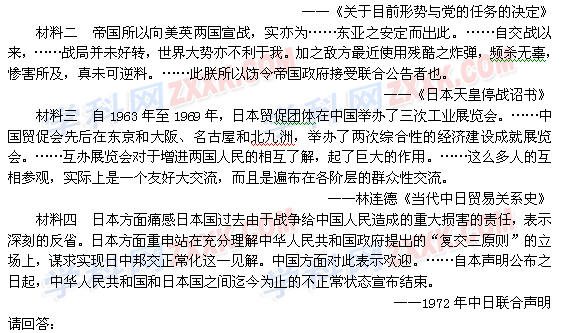 ——《关于目前形势与党的任务的决定》
材料二 帝国所以向美英两国宣战，实亦为……东亚之安定而出此。……自交战以
来，……战局并未好转，世界大势亦不利于我。加之敌方最近使用残酷之炸弹，频杀无辜，
惨害所及，真未可逆料。……此朕所以饬令帝国政府接受联合公告者也。
——《日本天皇停战诏书》
材料三 自 1963 年至 1969 年，日本贸促团体在中国举办了三次工业展览会。……中
国贸促会先后在东京和大阪、名古屋和北九洲，举办了两次综合性的经济建设成就展览
会。……互办展览会对于增进两国人民的相互了解，起了巨大的作用。……这么多人的互
相参观，实际上是一个友好大交流，而且是遍布在各阶层的群众性交流。
——林连德《当代中日贸易关系史》
材料四 日本方面痛感日本国过去由于战争给中国人民造成的重大损害的责任，表示
深刻的反省。日本方面重申站在充分理解中华人民共和国政府提出的“复交三原则”的立
场上，谋求实现日中邦交正常化这一见解。中国方面对此表示欢迎。……自本声明公布之
日起，中华人民共和国和日本国之间迄今为止的不正常状态宣布结束。
——1972 年中日联合声明
请回答：